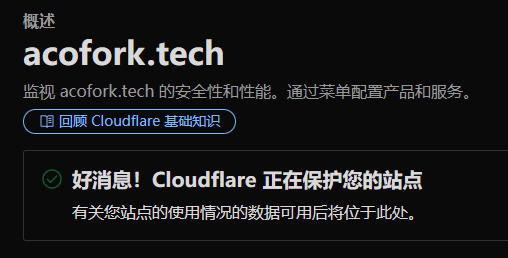 概述
acofork.tech
监视 acofork.tech 的安全性和性能。通过菜单配置产品和服务。
回顾 Cloudflare 基础知识
好消息！Cloudflare 正在保护您的站点
有关您站点的使用情况的数据可用后将位于此处。